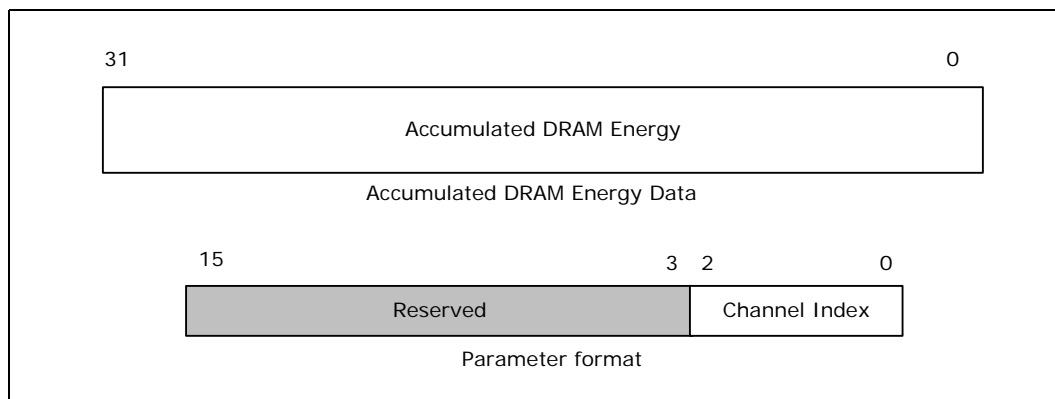 31 0
Accumulated DRAM Energy
Accumulated DRAM Energy Data
15 3 2 0
Reserved Channel Index
Parameter format